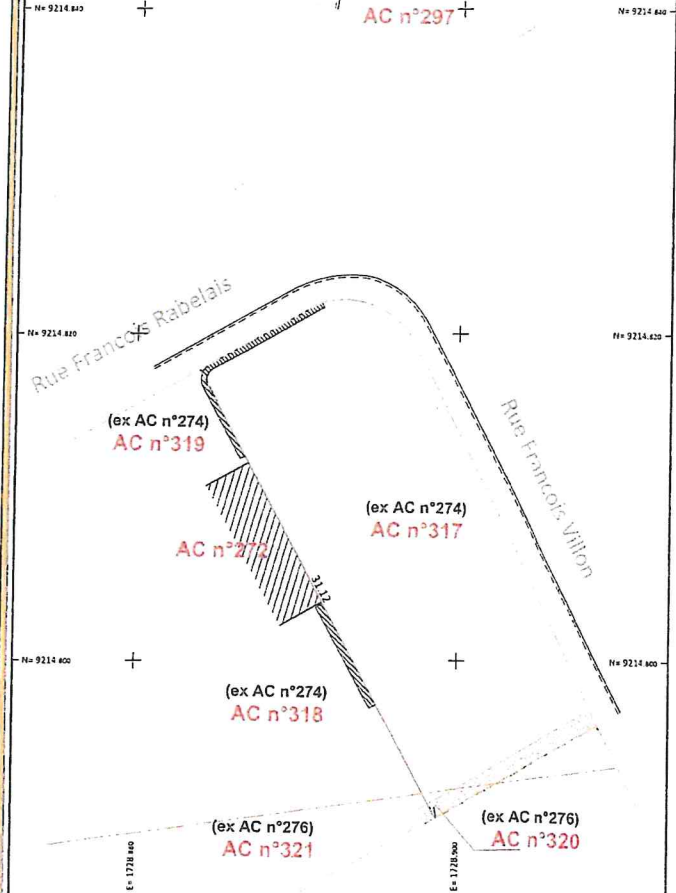 N= 9214.840
AC n°297
N= 9214.840
Rue François Rabelais
N= 9214.820
N= 9214.820
(ex AC n°274)
AC n°319
Rue François Villon
(ex AC n°274)
AC n°317
AC n°272
31.12
N= 9214.800
N= 9214.800
(ex AC n°274)
AC n°318
(ex AC n°276)
AC n°321
(ex AC n°276)
AC n°320
E= 1728.880
E= 1728.900